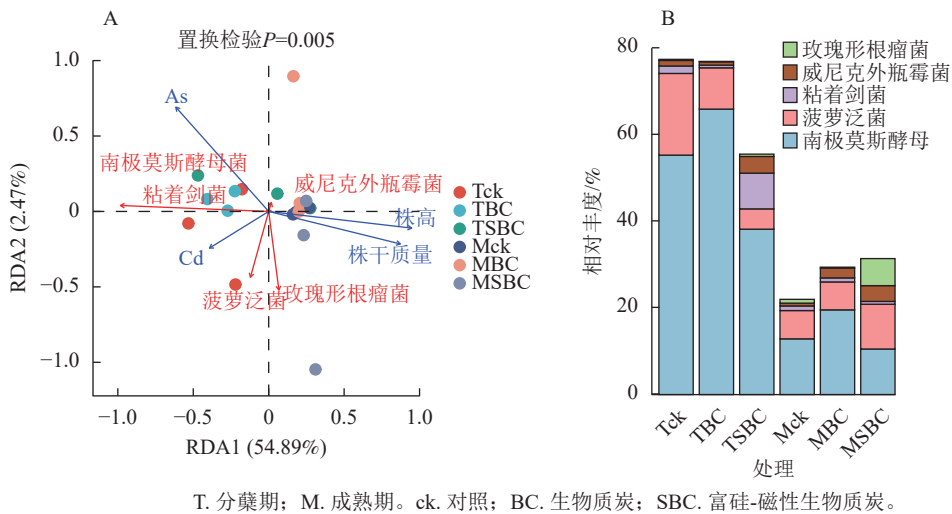 A
置换检验P=0.005
1.0
0.5
0
−0.5
−1.0
RDA2 (2.47%)
As
南极莫斯酵母菌
粘着剑菌
威尼克外瓶霉菌
株高
株干质量
Cd
菠萝泛菌
玫瑰形根瘤菌
Tck
TBC
TSBC
Mck
MBC
MSBC
−1.0
−0.5
0
0.5
1.0
RDA1 (54.89%)
B
80
60
40
20
0
相对丰度/%
玫瑰形根瘤菌
威尼克外瓶霉菌
粘着剑菌
菠萝泛菌
南极莫斯酵母
Tck
TBC
TSBC
Mck
MBC
MSBC
处理
T. 分蘖期；M. 成熟期。ck. 对照；BC. 生物质炭；SBC. 富硅-磁性生物质炭。